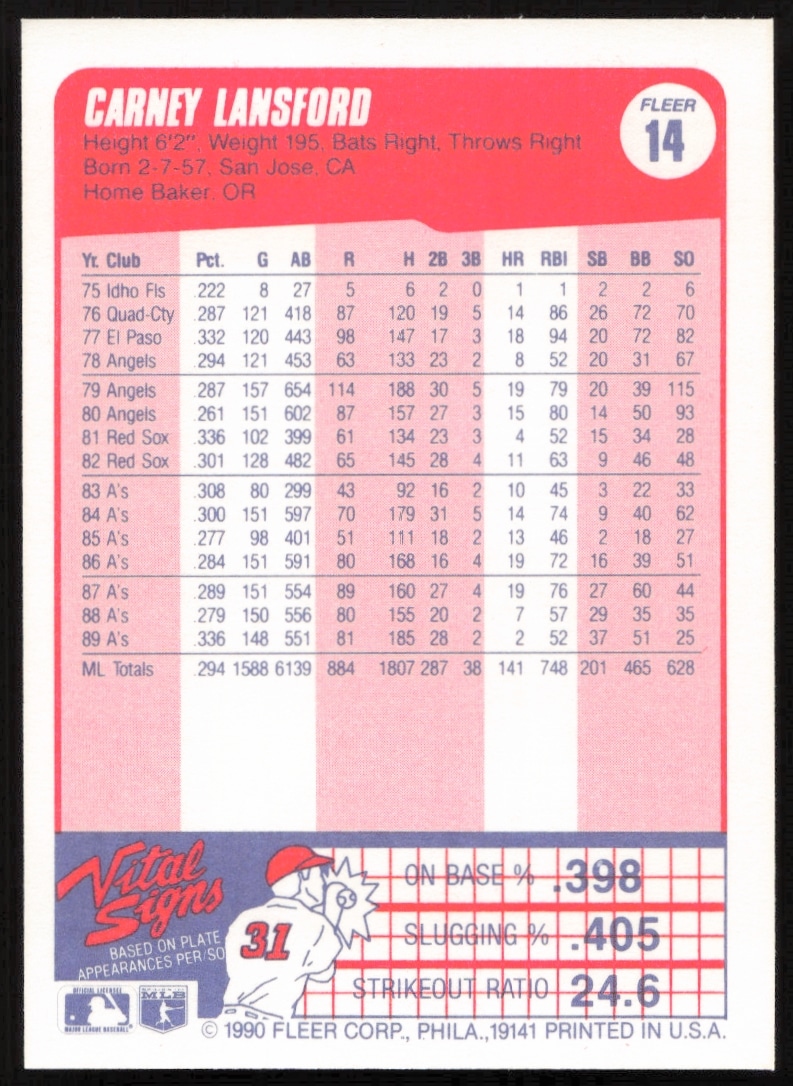 CARNEY LANSFORD
FLEER
14
Height 6'2", Weight 195, Bats Right, Throws Right
Born 2-7-57, San Jose, CA
Home Baker, OR
Yr. Club Pct. G AB R H 2B 3B HR RBI SB BB SO
75 Idho Fls .222 8 27 5 6 2 0 1 1 2 2 6
76 Quad-Cty .287 121 418 87 120 19 5 14 86 26 72 70
77 El Paso .332 120 443 98 147 17 3 18 94 20 72 82
78 Angels .294 121 453 63 133 23 2 8 52 20 31 67
79 Angels .287 157 654 114 188 30 5 19 79 20 39 115
80 Angels .261 151 602 87 157 27 3 15 80 14 50 93
81 Red Sox .336 102 399 61 134 23 3 4 52 15 34 28
82 Red Sox .301 128 482 65 145 28 4 11 63 9 46 48
83 A's .308 80 299 43 92 16 2 10 45 3 22 33
84 A's .300 151 597 70 179 31 5 14 74 9 40 62
85 A's .277 98 401 51 111 18 2 13 46 2 18 27
86 A's .284 151 591 80 168 16 4 19 72 16 39 51
87 A's .289 151 554 89 160 27 4 19 76 27 60 44
88 A's .279 150 556 80 155 20 2 7 57 29 35 35
89 A's .336 148 551 81 185 28 2 2 52 37 51 25
ML Totals .294 1588 6139 884 1807 287 38 141 748 201 465 628
Vital
Signs
BASED ON PLATE
APPEARANCES PER/SO
31
ON BASE % .398
SLUGGING % .405
STRIKEOUT RATIO 24.6
OFFICIAL LICENSEE
MAJOR LEAGUE BASEBALL
MLB
© 1990 FLEER CORP., PHILA.,19141 PRINTED IN U.S.A.